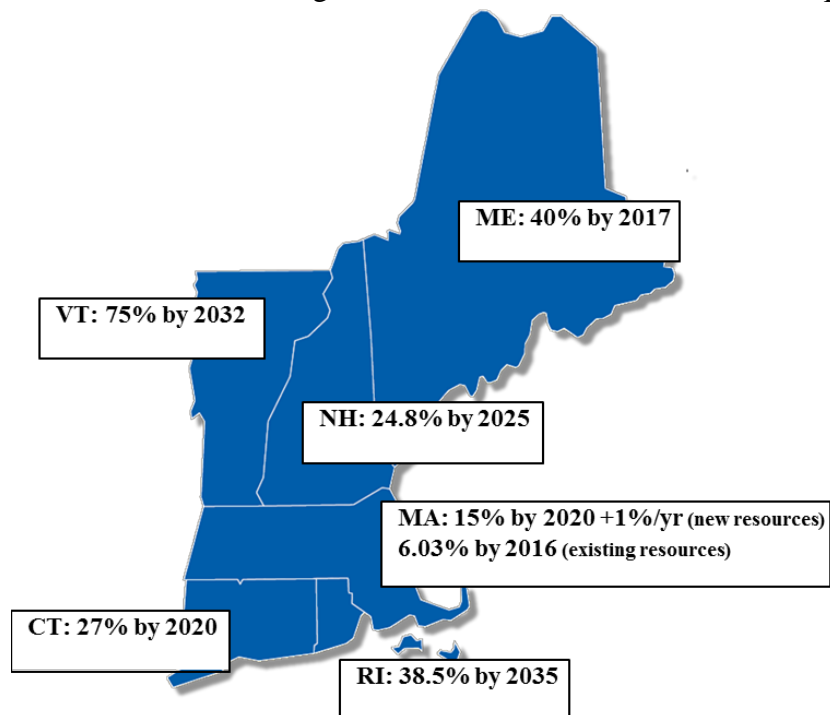 ME: 40% by 2017
VT: 75% by 2032
NH: 24.8% by 2025
MA: 15% by 2020 +1%/yr (new resources)
6.03% by 2016 (existing resources)
CT: 27% by 2020
RI: 38.5% by 2035